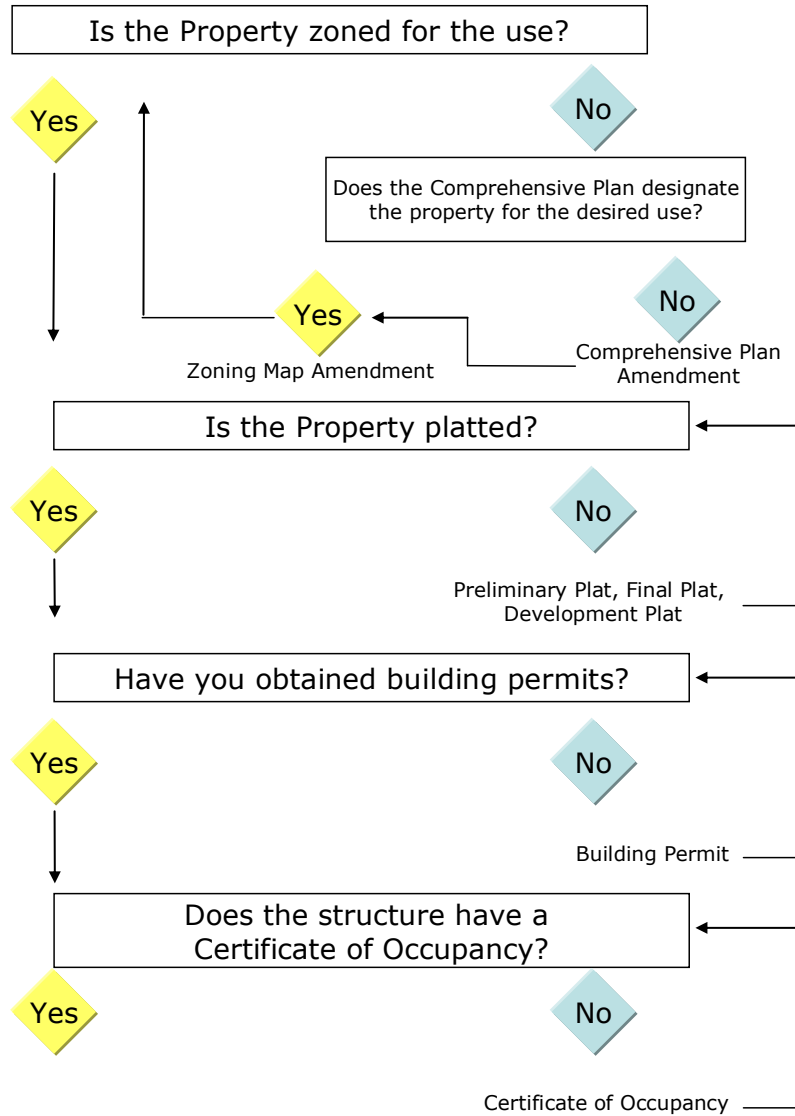 Is the Property zoned for the use?
Yes
No
Does the Comprehensive Plan designate
the property for the desired use?
Yes
No
Zoning Map Amendment
Comprehensive Plan
Amendment
Is the Property platted?
Yes
No
Preliminary Plat, Final Plat,
Development Plat
Have you obtained building permits?
Yes
No
Building Permit
Does the structure have a
Certificate of Occupancy?
Yes
No
Certificate of Occupancy